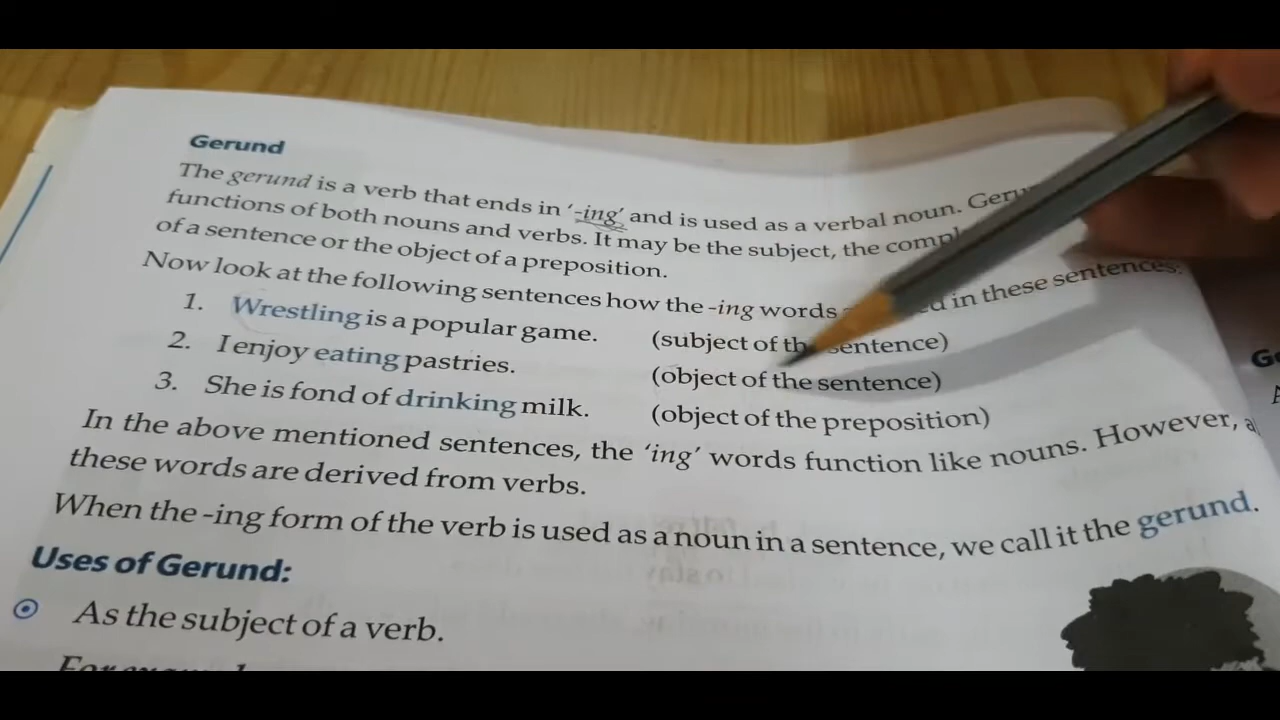 Gerund
The gerund is a verb that ends in '-ing' and is used as a verbal noun.
functions of both nouns and verbs. It may be the subject, the
of a sentence or the object of a preposition.
Now look at the following sentences how the -ing words in these sentences:
1. Wrestling is a popular game. (subject of sentence)
2. I enjoy eating pastries. (object of the sentence)
3. She is fond of drinking milk. (object of the preposition)
In the above mentioned sentences, the 'ing' words function like nouns. However,
these words are derived from verbs.
When the -ing form of the verb is used as a noun in a sentence, we call it the gerund.
Uses of Gerund:
As the subject of a verb.